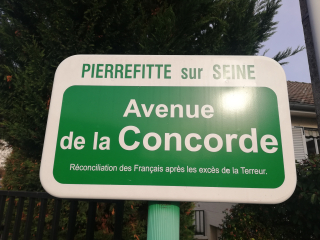 PIERREFITTE sur SEINE
Avenue
de la Concorde
Réconciliation des Français après les excès de la Terreur.